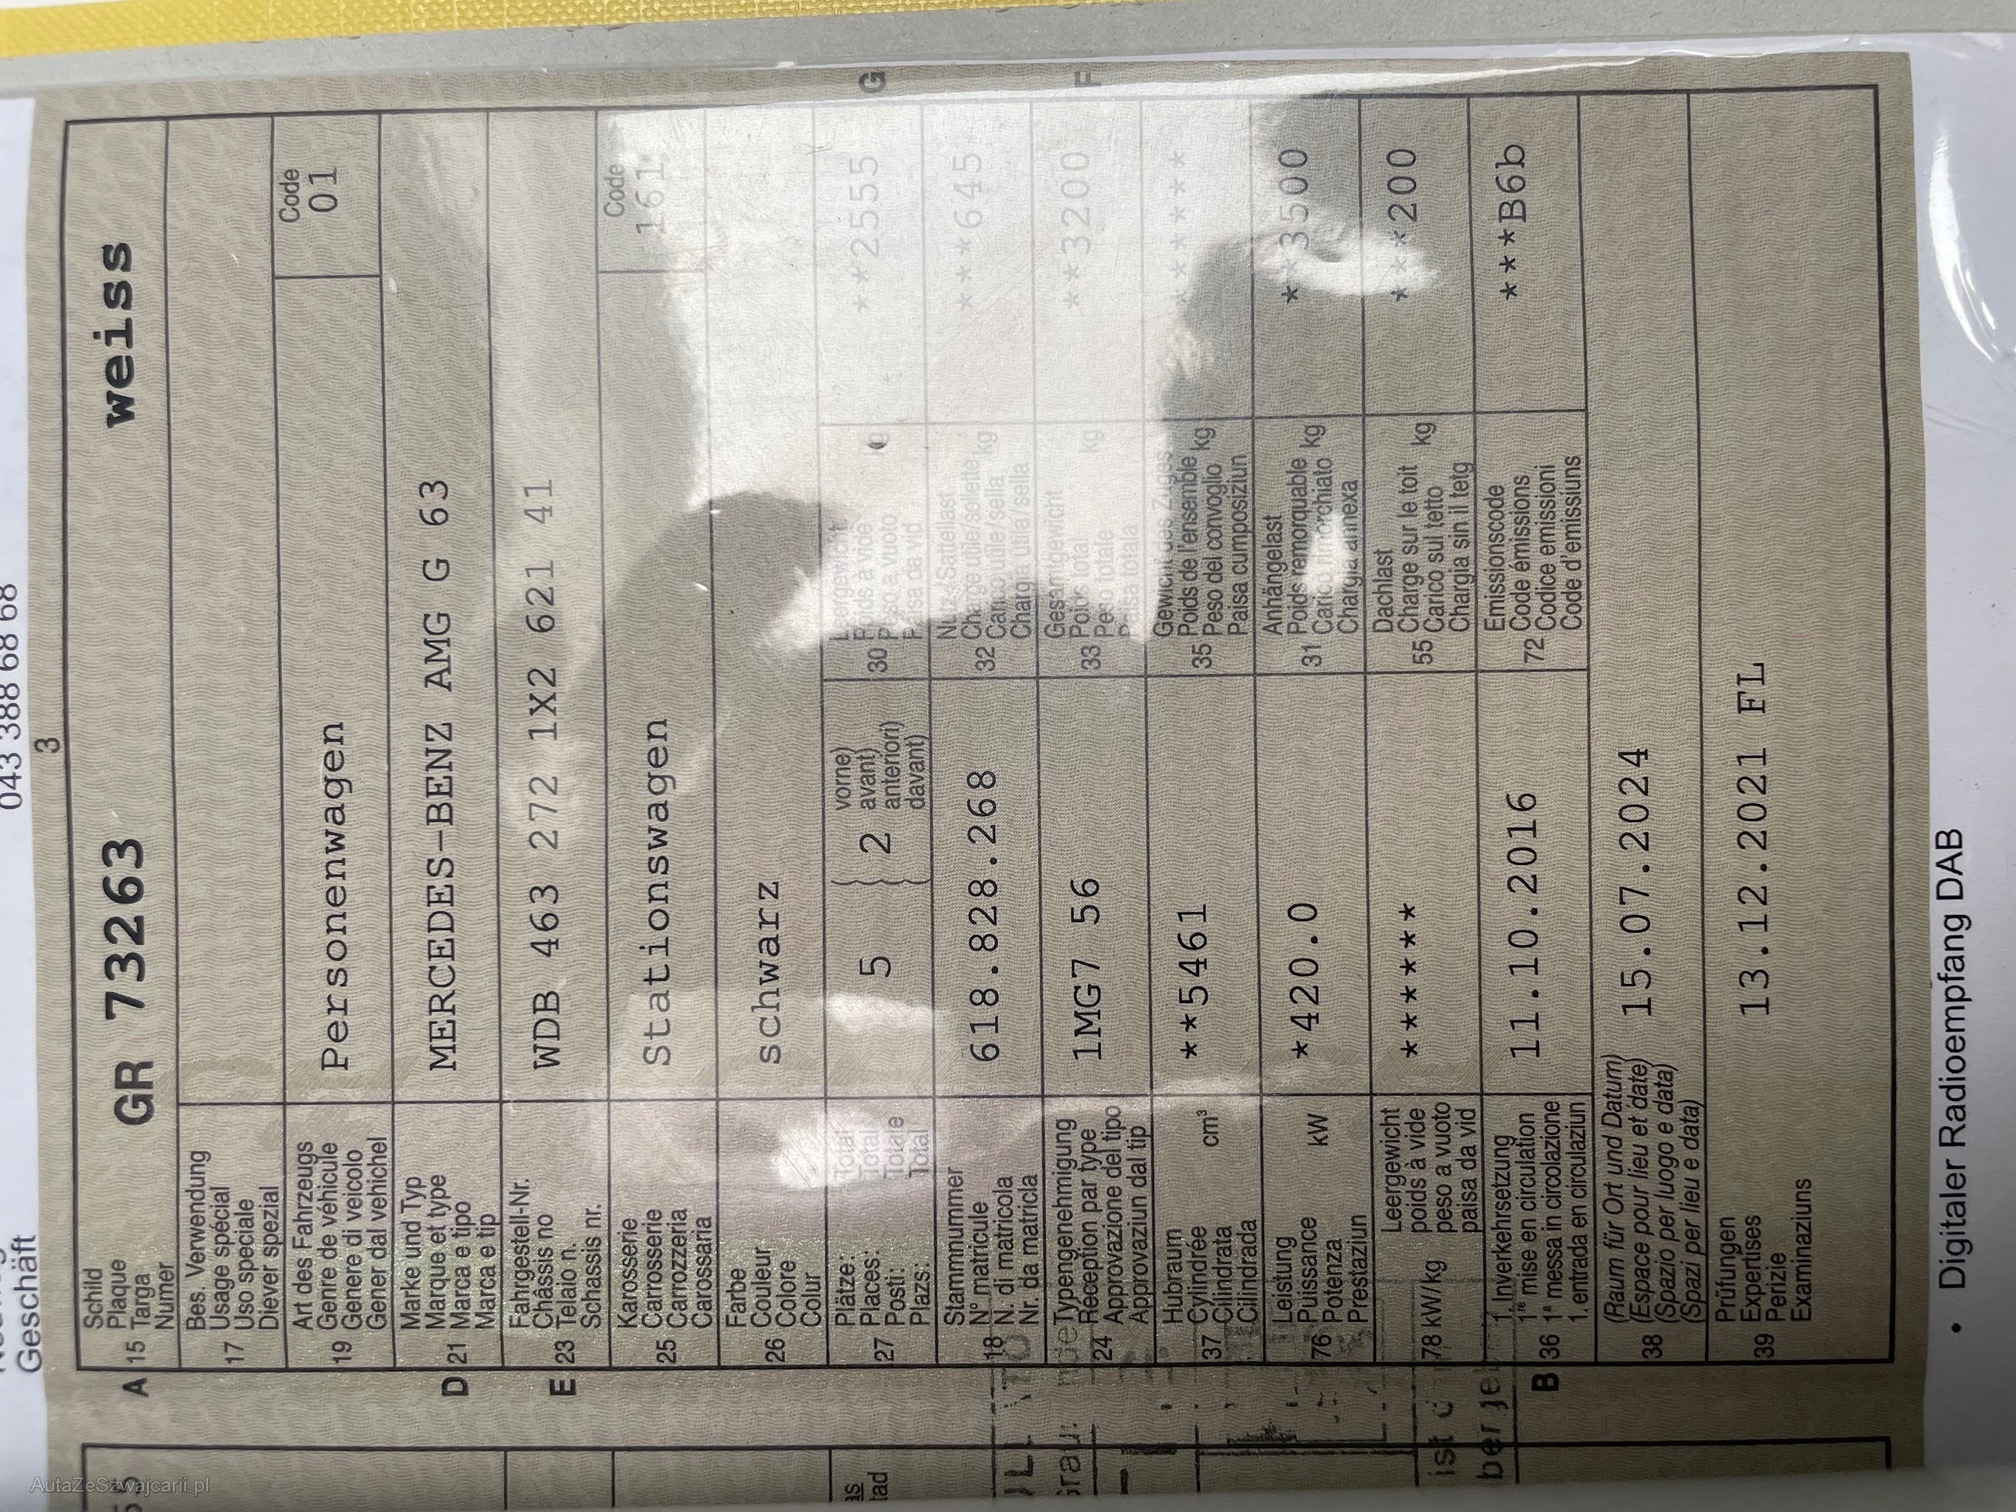 043 388 68 68
Geschäft
3
A 15 Schild
Plaque
Targa
Numer
GR 73263 weiss
17 Bes. Verwendung
Usage spécial
Uso speciale
Diever spezial
19 Art des Fahrzeugs
Genre de véhicule
Genere di veicolo
Gener dal vehichel
Personenwagen
Code
01
D 21 Marke und Typ
Marque et type
Marca e tipo
Marca e tip
MERCEDES-BENZ AMG G 63
E 23 Fahrgestell-Nr.
Châssis no
Telaio n.
Schassis nr.
WDB 463 272 1X2 621 41
25 Karosserie
Carrosserie
Carrozzeria
Carossaria
Stationswagen
Code
161
26 Farbe
Couleur
Colore
Colur
schwarz
27 Plätze: Total
Places: Total
Posti: Totale
Plazs: Total
5 2
vorne)
avant)
anteriori)
davant)
30 Leergewicht
Poids à vide
Peso a vuoto
Paisa da vid
**2555 G
18 Stammnummer
N° matricule
N. di matricola
Nr. da matricla
618.828.268
32 Nutz-/Sattellast
Charge utile/sellette
Carico utile/sella kg
Chargia útila/sella
***645
24 Typengenehmigung
Réception par type
Approvazione del tipo
Approvaziun dal tip
1MG7 56
33 Gesamtgewicht
Poids total
Peso totale kg
Paisa totala
**3200 F
37 Hubraum
Cylindrée
Cilindrata cm³
Cilindrada
**5461
35 Gewicht des Zuges
Poids de l'ensemble
Peso del convoglio kg
Paisa cumposiziun
76 Leistung
Puissance
Potenza kW
Prestaziun
*420.0
31 Anhängelast
Poids remorquable
Carico rimorchiato kg
Chargia annexa
**3500
78 kW/kg Leergewicht
poids à vide
peso a vuoto
paisa da vid
******
55 Dachlast
Charge sur le toit
Carico sul tetto kg
Chargia sin il tetg
***200
B 36 1. Inverkehrsetzung
1re mise en circulation
1a messa in circolazione
1. entrada en circulaziun
11.10.2016
72 Emissionscode
Code émissions
Codice emissioni
Code d'emissiuns
***B6b
38 (Raum für Ort und Datum)
(Espace pour lieu et date)
(Spazio per luogo e data)
(Spazi per lieu e data)
15.07.2024
39 Prüfungen
Expertises
Perizie
Examinaziuns
13.12.2021 FL
• Digitaler Radioempfang DAB
AutaZeSzwajcarii.pl